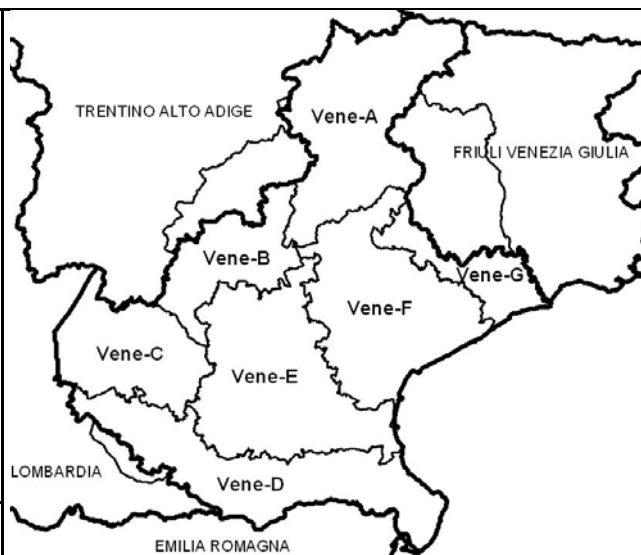 Vene-A
TRENTINO ALTO ADIGE
FRIULI VENEZIA GIULIA
Vene-B
Vene-G
Vene-F
Vene-C
Vene-E
LOMBARDIA
Vene-D
EMILIA ROMAGNA